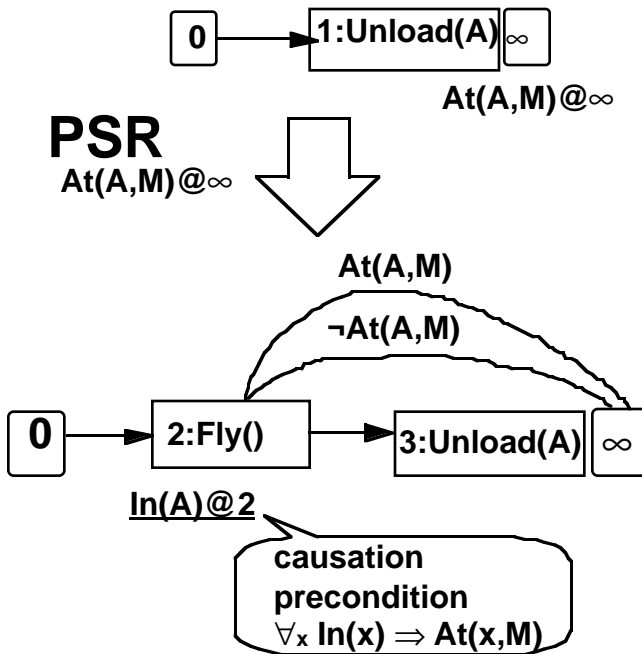 0
1:Unload(A)
∞
At(A,M)@∞
PSR
At(A,M)@∞
At(A,M)
¬At(A,M)
0
2:Fly()
3:Unload(A)
∞
In(A)@2
causation
precondition
∀x In(x) ⇒ At(x,M)